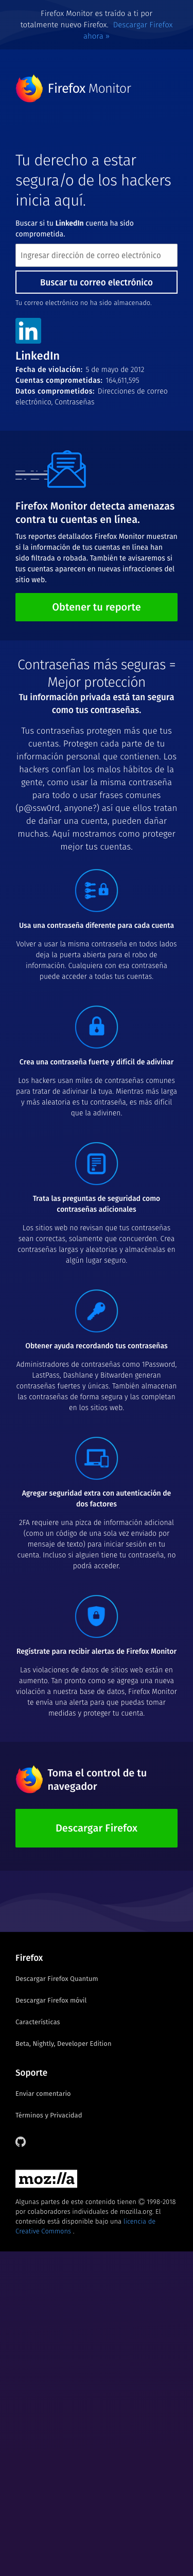 Firefox Monitor es traído a ti por
totalmente nuevo Firefox. Descargar Firefox
ahora »
Firefox Monitor
Tu derecho a estar
segura/o de los hackers
inicia aquí.
Buscar si tu LinkedIn cuenta ha sido
comprometida.
Ingresar dirección de correo electrónico
Buscar tu correo electrónico
Tu correo electrónico no ha sido almacenado.
in
LinkedIn
Fecha de violación: 5 de mayo de 2012
Cuentas comprometidas: 164,611,595
Datos comprometidos: Direcciones de correo
electrónico, Contraseñas
Firefox Monitor detecta amenazas
contra tu cuentas en línea.
Tus reportes detallados Firefox Monitor muestran
si la información de tus cuentas en línea han
sido filtrada o robada. También te avisaremos si
tus cuentas aparecen en nuevas infracciones del
sitio web.
Obtener tu reporte
Contraseñas más seguras =
Mejor protección
Tu información privada está tan segura
como tus contraseñas.
Tus contraseñas protegen más que tus
cuentas. Protegen cada parte de tu
información personal que contienen. Los
hackers confían los malos hábitos de la
gente, como usar la misma contraseña
para todo o usar frases comunes
(p@ssw0rd, anyone?) así que ellos tratan
de dañar una cuenta, pueden dañar
muchas. Aquí mostramos como proteger
mejor tus cuentas.
Usa una contraseña diferente para cada cuenta
Volver a usar la misma contraseña en todos lados
deja la puerta abierta para el robo de
información. Cualquiera con esa contraseña
puede acceder a todas tus cuentas.
Crea una contraseña fuerte y difícil de adivinar
Los hackers usan miles de contraseñas comunes
para tratar de adivinar la tuya. Mientras más larga
y más aleatoria es tu contraseña, es más difícil
que la adivinen.
Trata las preguntas de seguridad como
contraseñas adicionales
Los sitios web no revisan que tus contraseñas
sean correctas, solamente que concuerden. Crea
contraseñas largas y aleatorias y almacénalas en
algún lugar seguro.
Obtener ayuda recordando tus contraseñas
Administradores de contraseñas como 1Password,
LastPass, Dashlane y Bitwarden generan
contraseñas fuertes y únicas. También almacenan
las contraseñas de forma segura y las completan
en los sitios web.
Agregar seguridad extra con autenticación de
dos factores
2FA requiere una pizca de información adicional
(como un código de una sola vez enviado por
mensaje de texto) para iniciar sesión en tu
cuenta. Incluso si alguien tiene tu contraseña, no
podrá acceder.
Regístrate para recibir alertas de Firefox Monitor
Las violaciones de datos de sitios web están en
aumento. Tan pronto como se agrega una nueva
violación a nuestra base de datos, Firefox Monitor
te envía una alerta para que puedas tomar
medidas y proteger tu cuenta.
Toma el control de tu
navegador
Descargar Firefox
Firefox
Descargar Firefox Quantum
Descargar Firefox móvil
Características
Beta, Nightly, Developer Edition
Soporte
Enviar comentario
Términos y Privacidad
moz://a
Algunas partes de este contenido tienen © 1998-2018
por colaboradores individuales de mozilla.org. El
contenido está disponible bajo una licencia de
Creative Commons .